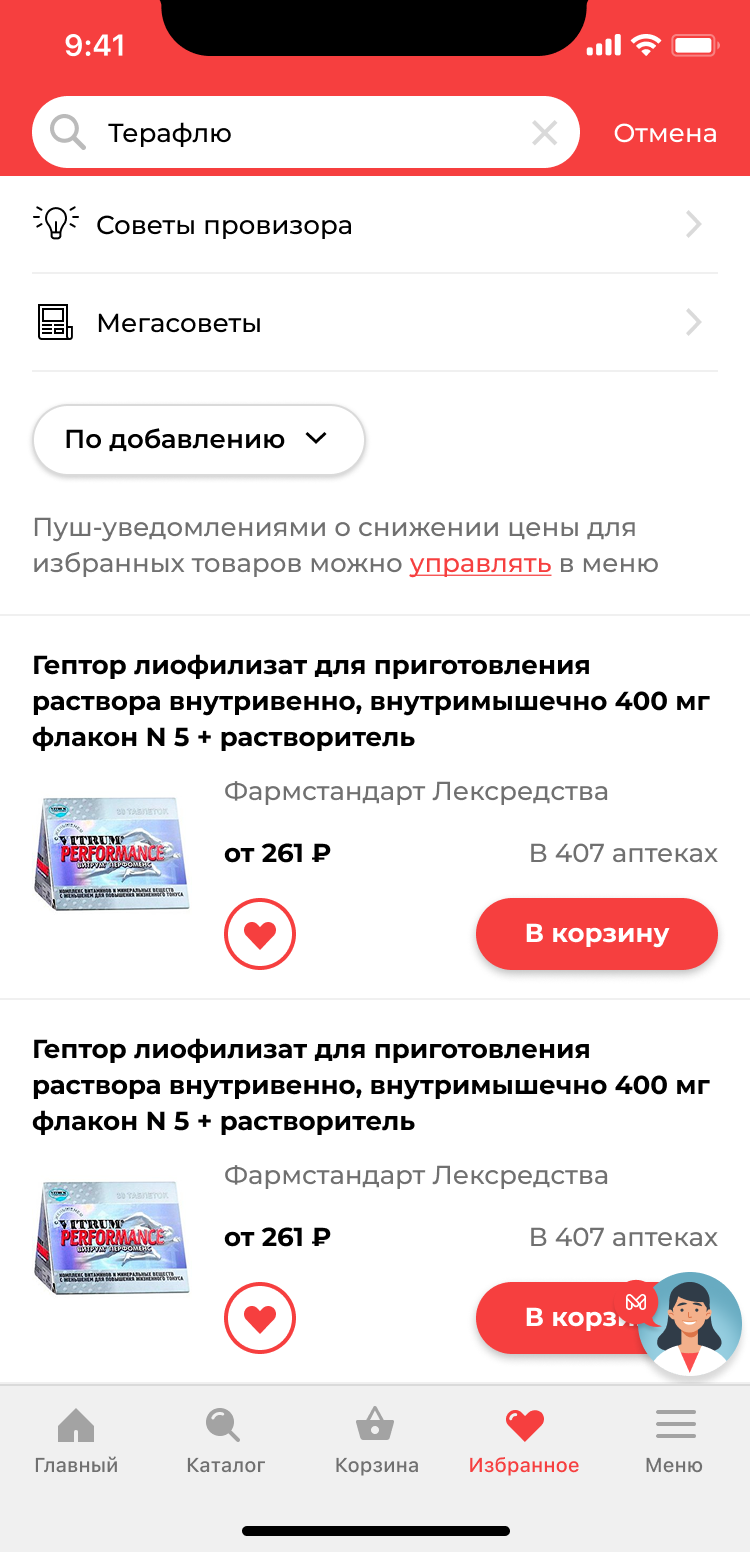 9:41
Терафлю
Отмена
Советы провизора
Мегасоветы
По добавлению
Пуш-уведомлениями о снижении цены для
избранных товаров можно управлять в меню
Гептор лиофилизат для приготовления
раствора внутривенно, внутримышечно 400 мг
флакон N 5 + растворитель
Фармстандарт Лексредства
30 ТАБЛЕТОК
VITRUM
PERFORMANCE
ВИТРУМ ПЕРФОМЕНС
КОМПЛЕКС ВИТАМИНОВ И МИНЕРАЛЬНЫХ ВЕЩЕСТВ
С ЖЕНЬШЕНЕМ ДЛЯ ПОВЫШЕНИЯ ЖИЗНЕННОГО ТОНУСА
от 261 ₽
В 407 аптеках
В корзину
Гептор лиофилизат для приготовления
раствора внутривенно, внутримышечно 400 мг
флакон N 5 + растворитель
Фармстандарт Лексредства
30 ТАБЛЕТОК
VITRUM
PERFORMANCE
ВИТРУМ ПЕРФОМЕНС
КОМПЛЕКС ВИТАМИНОВ И МИНЕРАЛЬНЫХ ВЕЩЕСТВ
С ЖЕНЬШЕНЕМ ДЛЯ ПОВЫШЕНИЯ ЖИЗНЕННОГО ТОНУСА
от 261 ₽
В 407 аптеках
В корзи
Главный
Каталог
Корзина
Избранное
Меню